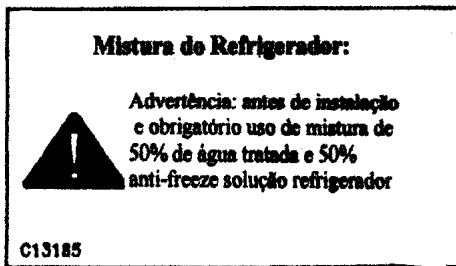 Mistura do Refrigerador:
Advertência: antes de instalação
e obrigatório uso de mistura de
50% de água tratada e 50%
anti-freeze solução refrigerador
C13185